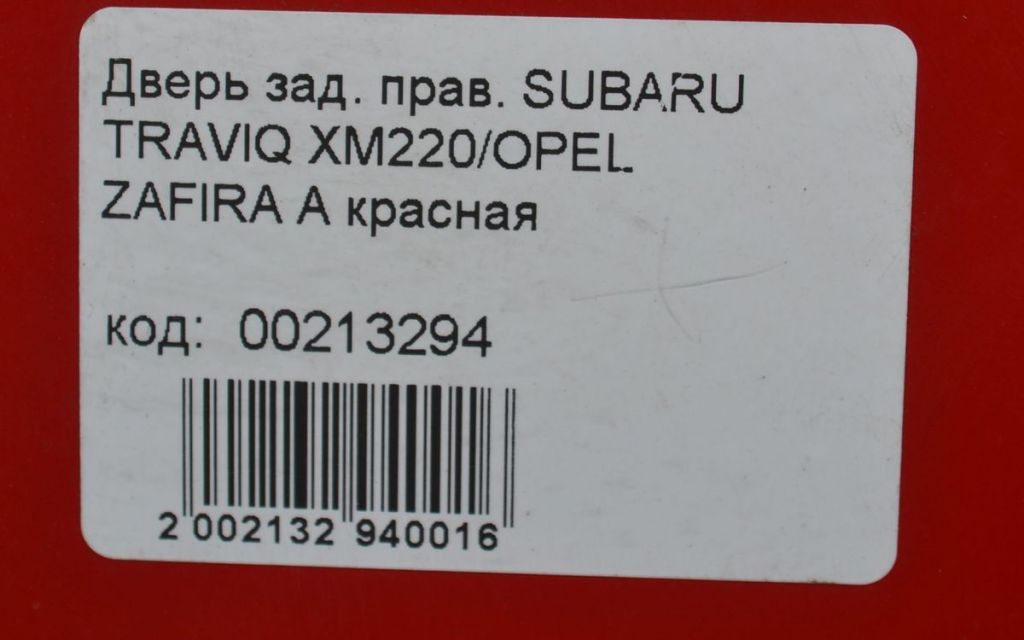 Дверь зад. прав. SUBARU
TRAVIQ XM220/OPEL
ZAFIRA A красная
код: 00213294
2 002132 940016